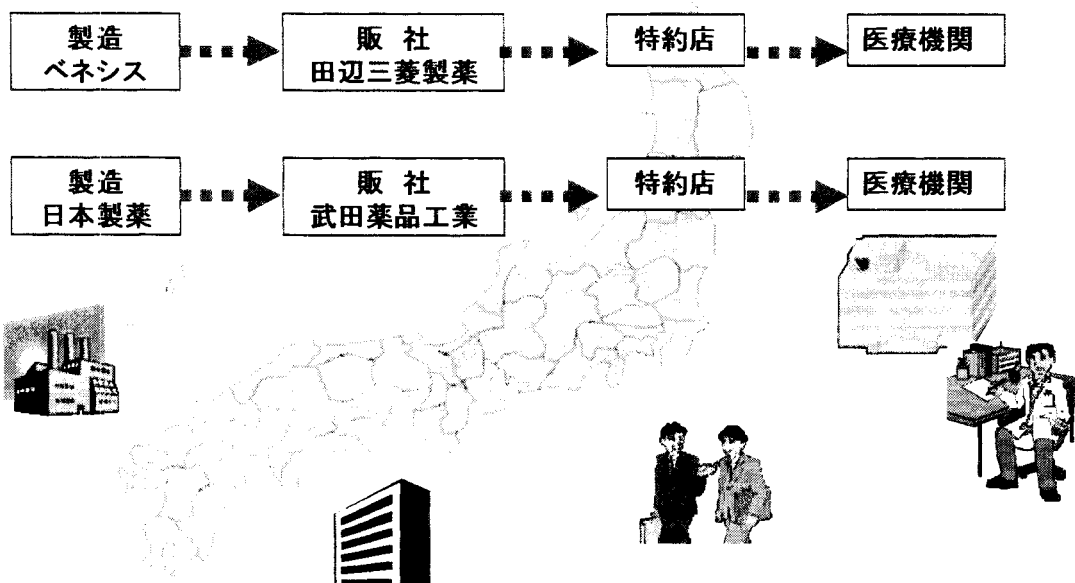 製造
ベネシス
販 社
田辺三菱製薬
特約店
医療機関
製造
日本製薬
販 社
武田薬品工業
特約店
医療機関